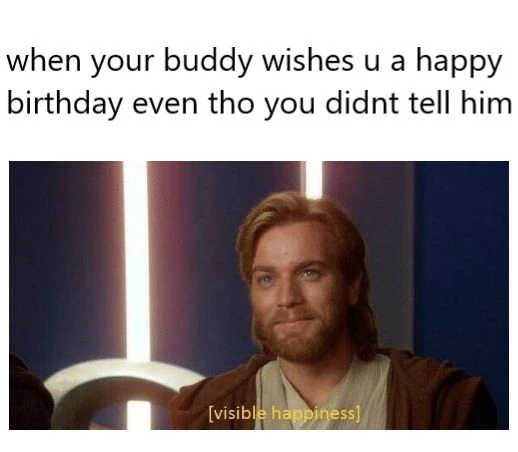 when your buddy wishes u a happy
birthday even tho you didnt tell him
[visible happiness]